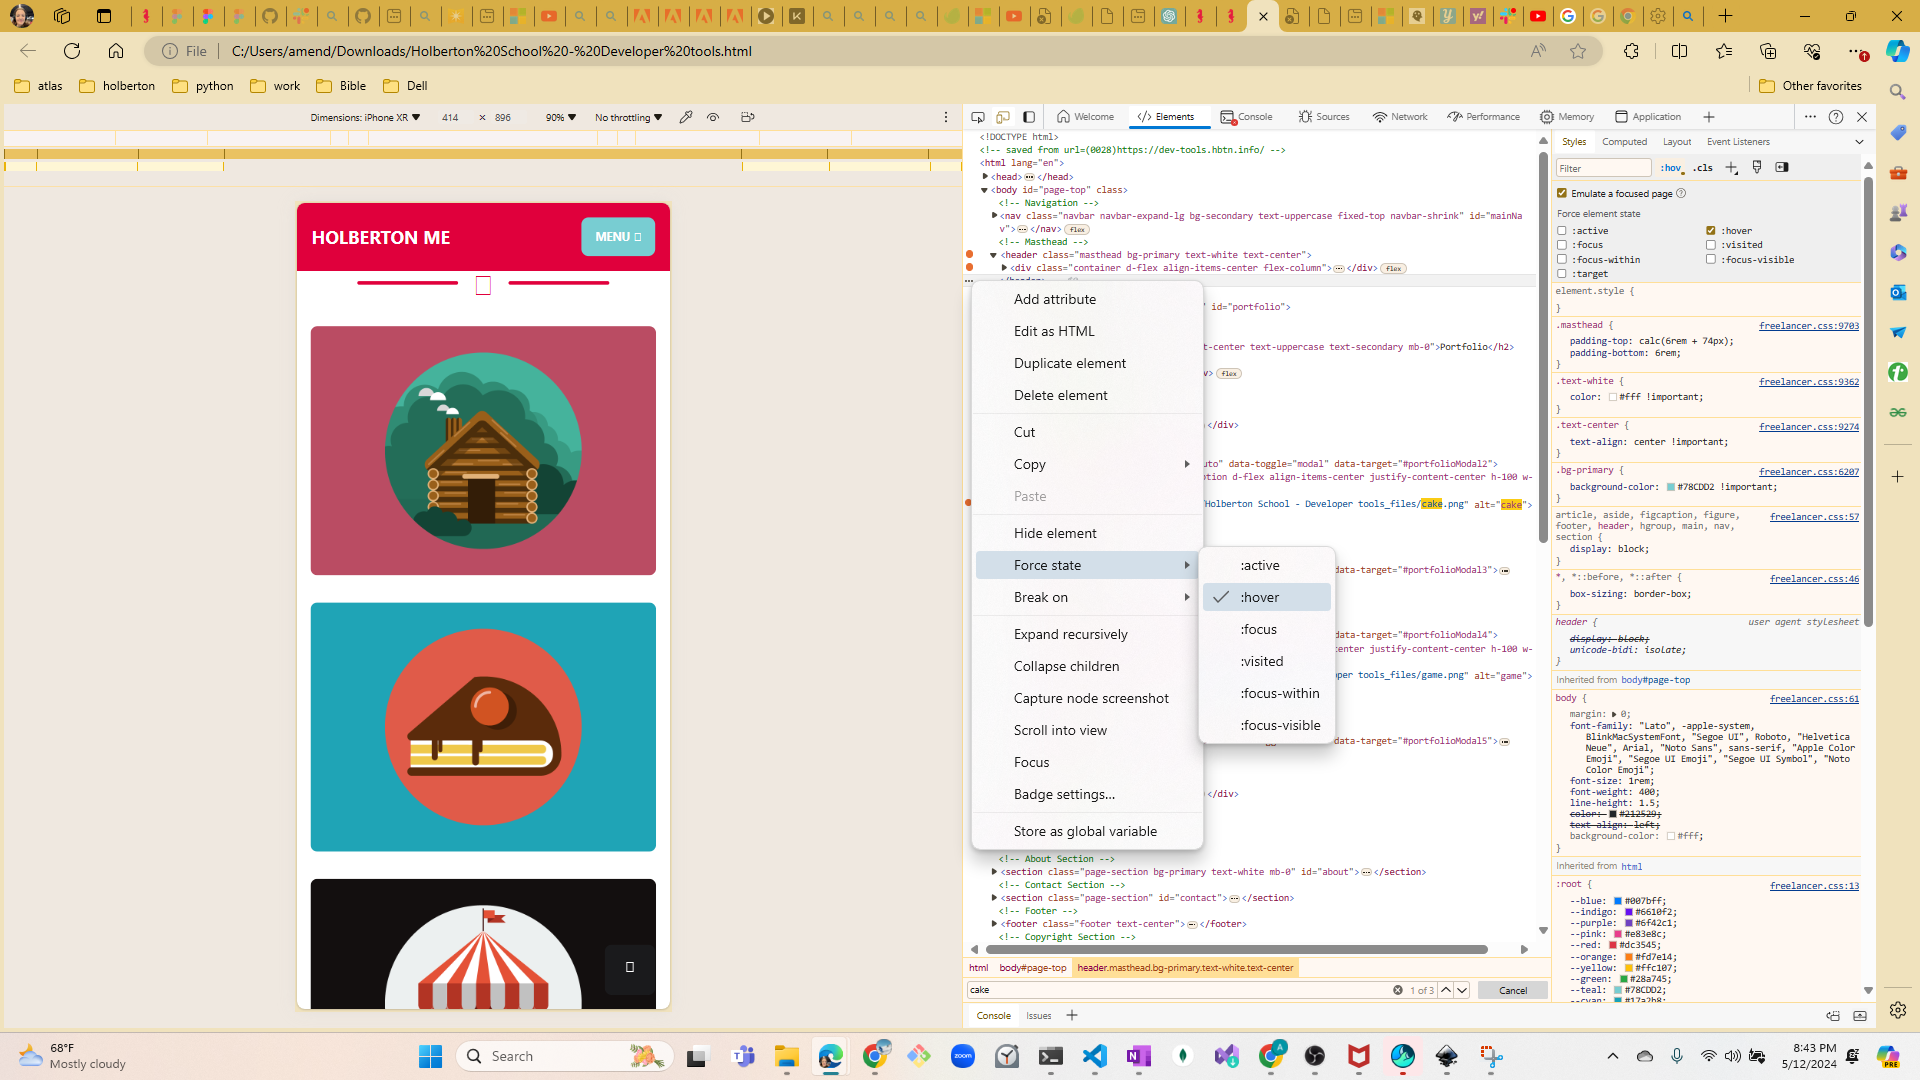 File
C:/Users/amend/Downloads/Holberton%20School%20-%20Developer%20tools.html
atlas
holberton
python
work
Bible
Dell
Other favorites
Dimensions: iPhone XR ▼ 414 × 896 90% ▼ No throttling ▼
Welcome
Elements
Console
Sources
Network
Performance
Memory
Application
HOLBERTON ME
MENU
<!DOCTYPE html>
<!-- saved from url=(0028)https://dev-tools.hbtn.info/ -->
<html lang="en">
<head> </head>
<body id="page-top" class>
<!-- Navigation -->
<nav class="navbar navbar-expand-lg bg-secondary text-uppercase fixed-top navbar-shrink" id="mainNa
v"> </nav> flex
<!-- Masthead -->
<header class="masthead bg-primary text-white text-center">
<div class="container d-flex align-items-center flex-column"> </div> flex
" id="portfolio">
t-center text-uppercase text-secondary mb-0">Portfolio</h2>
v> flex
</div>
uto" data-toggle="modal" data-target="#portfolioModal2">
tion d-flex align-items-center justify-content-center h-100 w-
/Holberton School - Developer tools_files/cake.png" alt="cake">
data-target="#portfolioModal3">
data-target="#portfolioModal4">
center justify-content-center h-100 w-
per tools_files/game.png" alt="game">
data-target="#portfolioModal5">
</div>
<!-- About Section -->
<section class="page-section bg-primary text-white mb-0" id="about"> </section>
<!-- Contact Section -->
<section class="page-section" id="contact"> </section>
<!-- Footer -->
<footer class="footer text-center"> </footer>
<!-- Copyright Section -->
Add attribute
Edit as HTML
Duplicate element
Delete element
Cut
Copy
Paste
Hide element
Force state
Break on
Expand recursively
Collapse children
Capture node screenshot
Scroll into view
Focus
Badge settings...
Store as global variable
:active
:hover
:focus
:visited
:focus-within
:focus-visible
html body#page-top header.masthead.bg-primary.text-white.text-center
cake
1 of 3
Cancel
Console
Issues
Styles
Computed
Layout
Event Listeners
Filter
:hov
.cls
Emulate a focused page
Force element state
:active
:hover
:focus
:visited
:focus-within
:focus-visible
:target
element.style {
}
.masthead { freelancer.css:9703
padding-top: calc(6rem + 74px);
padding-bottom: 6rem;
}
.text-white { freelancer.css:9362
color: #fff !important;
}
.text-center { freelancer.css:9274
text-align: center !important;
}
.bg-primary { freelancer.css:6207
background-color: #78CDD2 !important;
}
article, aside, figcaption, figure, freelancer.css:57
footer, header, hgroup, main, nav,
section {
display: block;
}
*, *::before, *::after { freelancer.css:46
box-sizing: border-box;
}
header { user agent stylesheet
display: block;
unicode-bidi: isolate;
}
Inherited from body#page-top
body { freelancer.css:61
margin: ▶ 0;
font-family: "Lato", -apple-system,
BlinkMacSystemFont, "Segoe UI", Roboto, "Helvetica
Neue", Arial, "Noto Sans", sans-serif, "Apple Color
Emoji", "Segoe UI Emoji", "Segoe UI Symbol", "Noto
Color Emoji";
font-size: 1rem;
font-weight: 400;
line-height: 1.5;
color: #212529;
text-align: left;
background-color: #fff;
}
Inherited from html
:root { freelancer.css:13
--blue: #007bff;
--indigo: #6610f2;
--purple: #6f42c1;
--pink: #e83e8c;
--red: #dc3545;
--orange: #fd7e14;
--yellow: #ffc107;
--green: #28a745;
--teal: #78CDD2;
--cyan: #17a2b8;
68°F
Mostly cloudy
Search
zoom
8:43 PM
5/12/2024